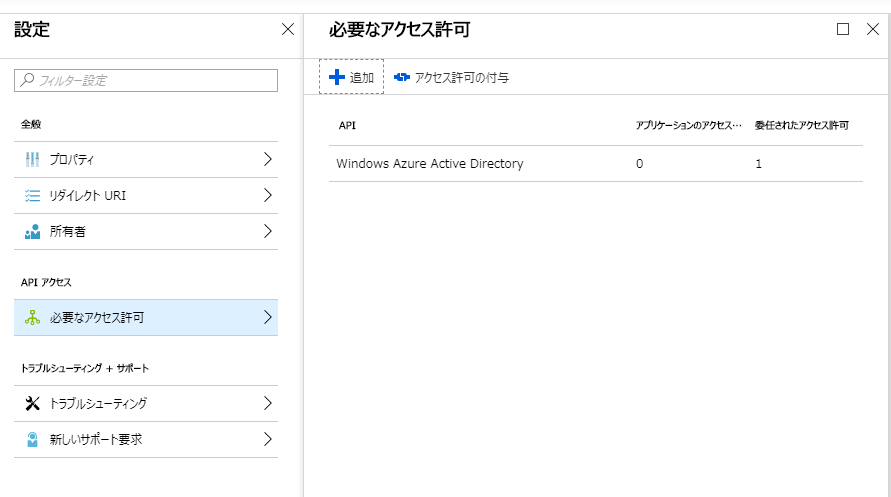 設定
フィルター設定
全般
プロパティ
リダイレクト URI
所有者
API アクセス
必要なアクセス許可
トラブルシューティング + サポート
トラブルシューティング
新しいサポート要求
必要なアクセス許可
追加 アクセス許可の付与
API アプリケーションのアクセス… 委任されたアクセス許可
Windows Azure Active Directory 0 1